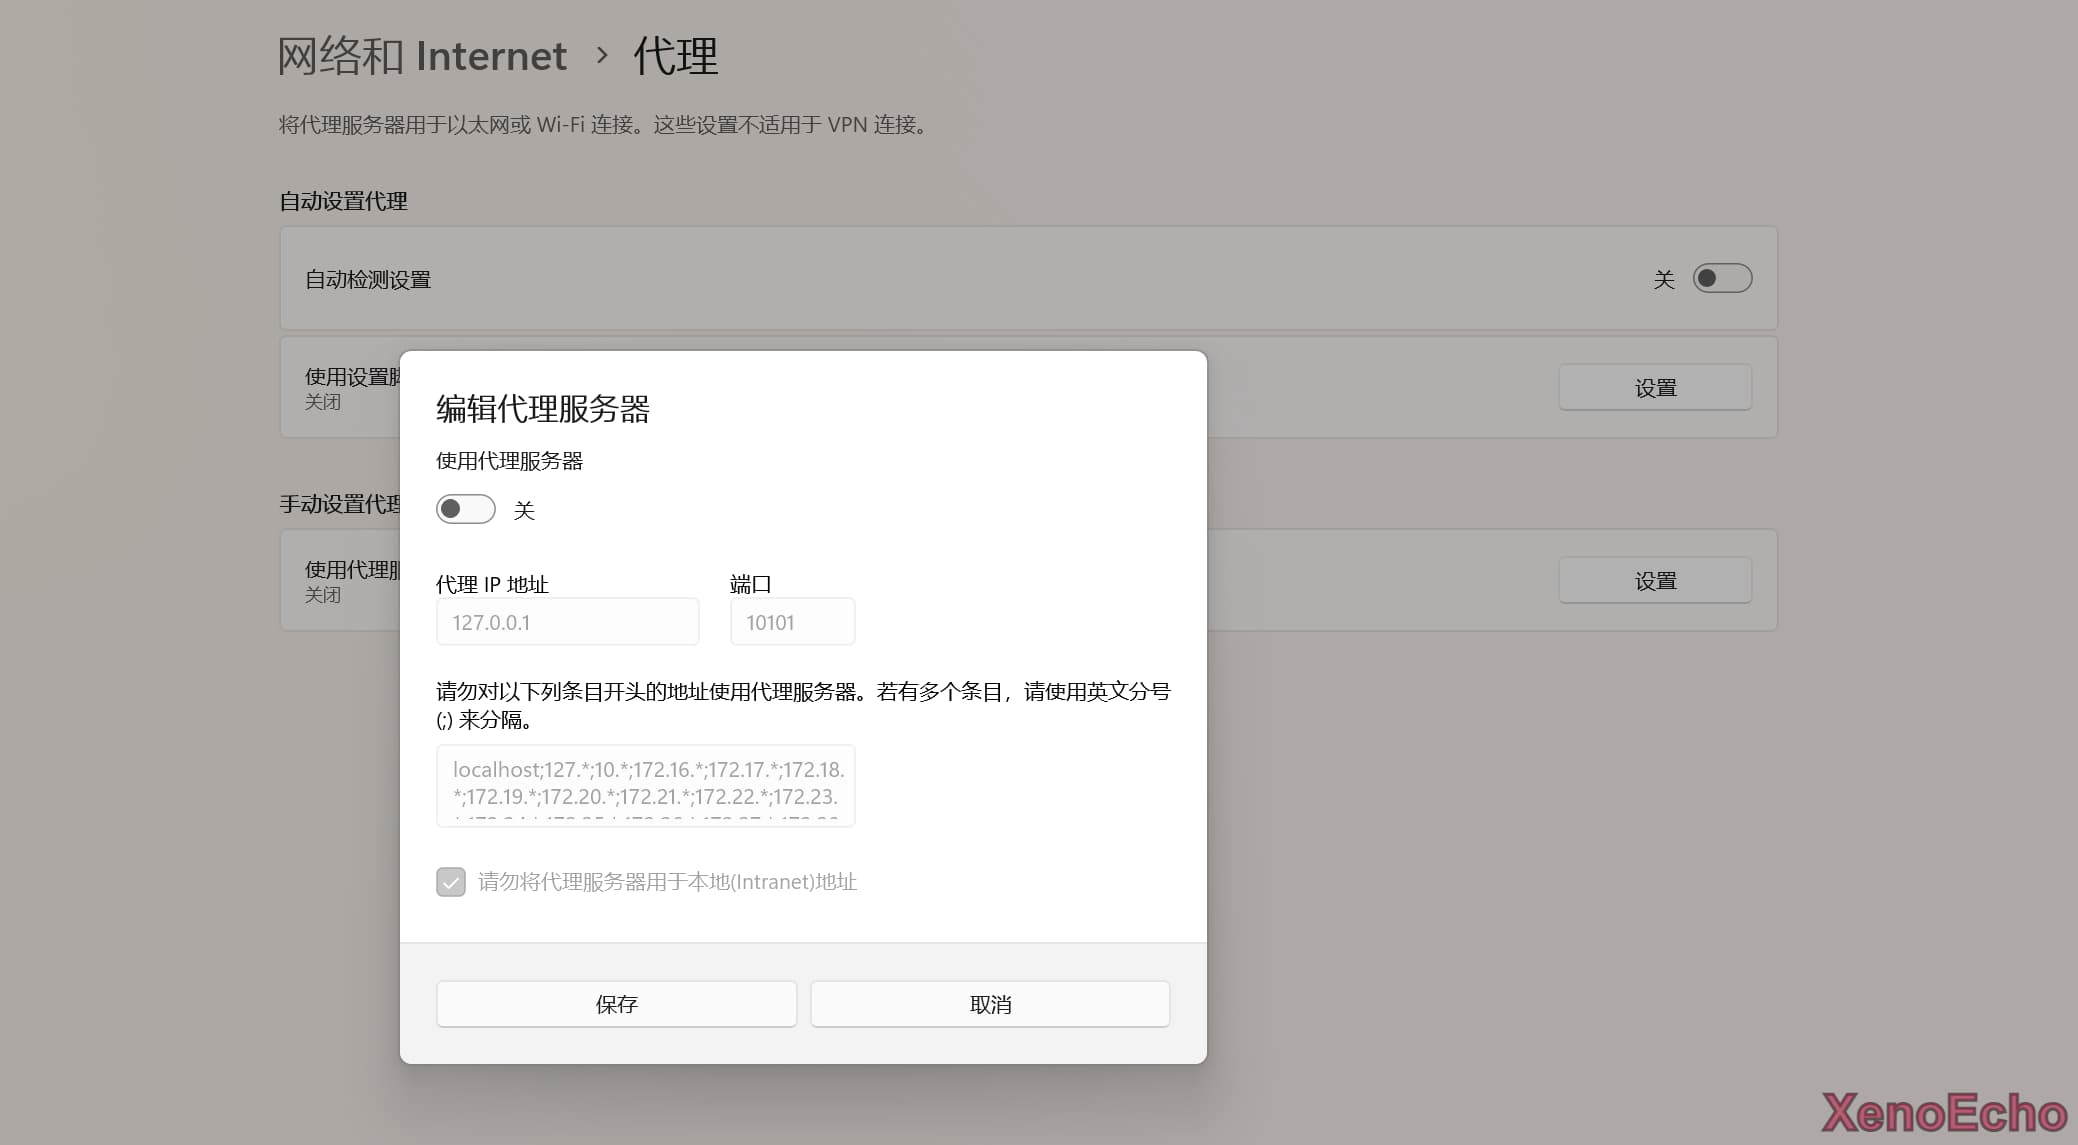 网络和 Internet › 代理
将代理服务器用于以太网或 Wi-Fi 连接。这些设置不适用于 VPN 连接。
自动设置代理
自动检测设置
关
使用设置
关闭
设置
编辑代理服务器
使用代理服务器
关
手动设置代理
使用代理
关闭
设置
代理 IP 地址
端口
127.0.0.1
10101
请勿对以下列条目开头的地址使用代理服务器。若有多个条目，请使用英文分号
(;) 来分隔。
localhost;127.*;10.*;172.16.*;172.17.*;172.18.
*;172.19.*;172.20.*;172.21.*;172.22.*;172.23.
请勿将代理服务器用于本地(Intranet)地址
保存
取消
XenoEcho